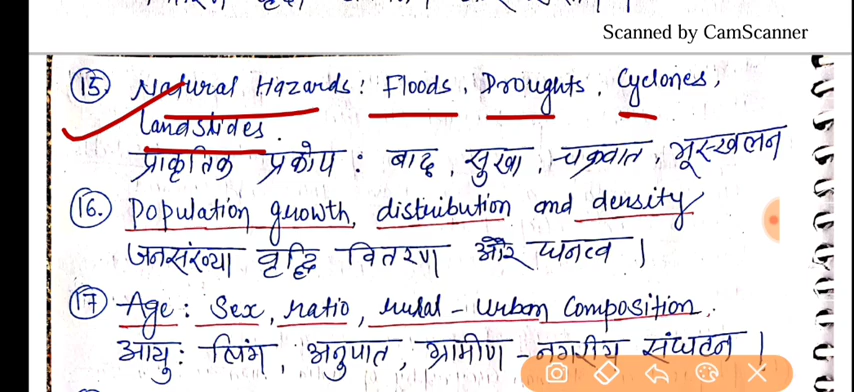 Scanned by CamScanner
15 Natural Hazards: Floods, Droughts, Cyclones,
Landslides.
प्राकृतिक प्रकोप : बाढ़, सुखा, चक्रवात, भूस्खलन
16. Population growth, distribution and density
जनसंख्या वृद्धि वितरण और घनत्व ।
17 Age: Sex, ratio, rural - urban composition.
आयु: लिंग, अनुपात, ग्रामीण - नगरीय संघटन ।